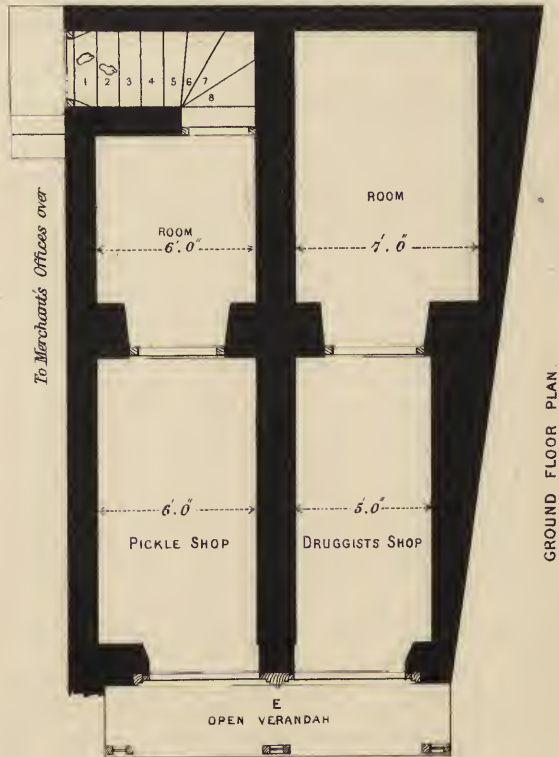 1 2 3 4 5 6 7
8
To Merchant's Offices over
ROOM
6'.0"
ROOM
7'.0"
6'.0"
PICKLE SHOP
5'.0"
DRUGGISTS SHOP
GROUND FLOOR PLAN
E
OPEN VERANDAH